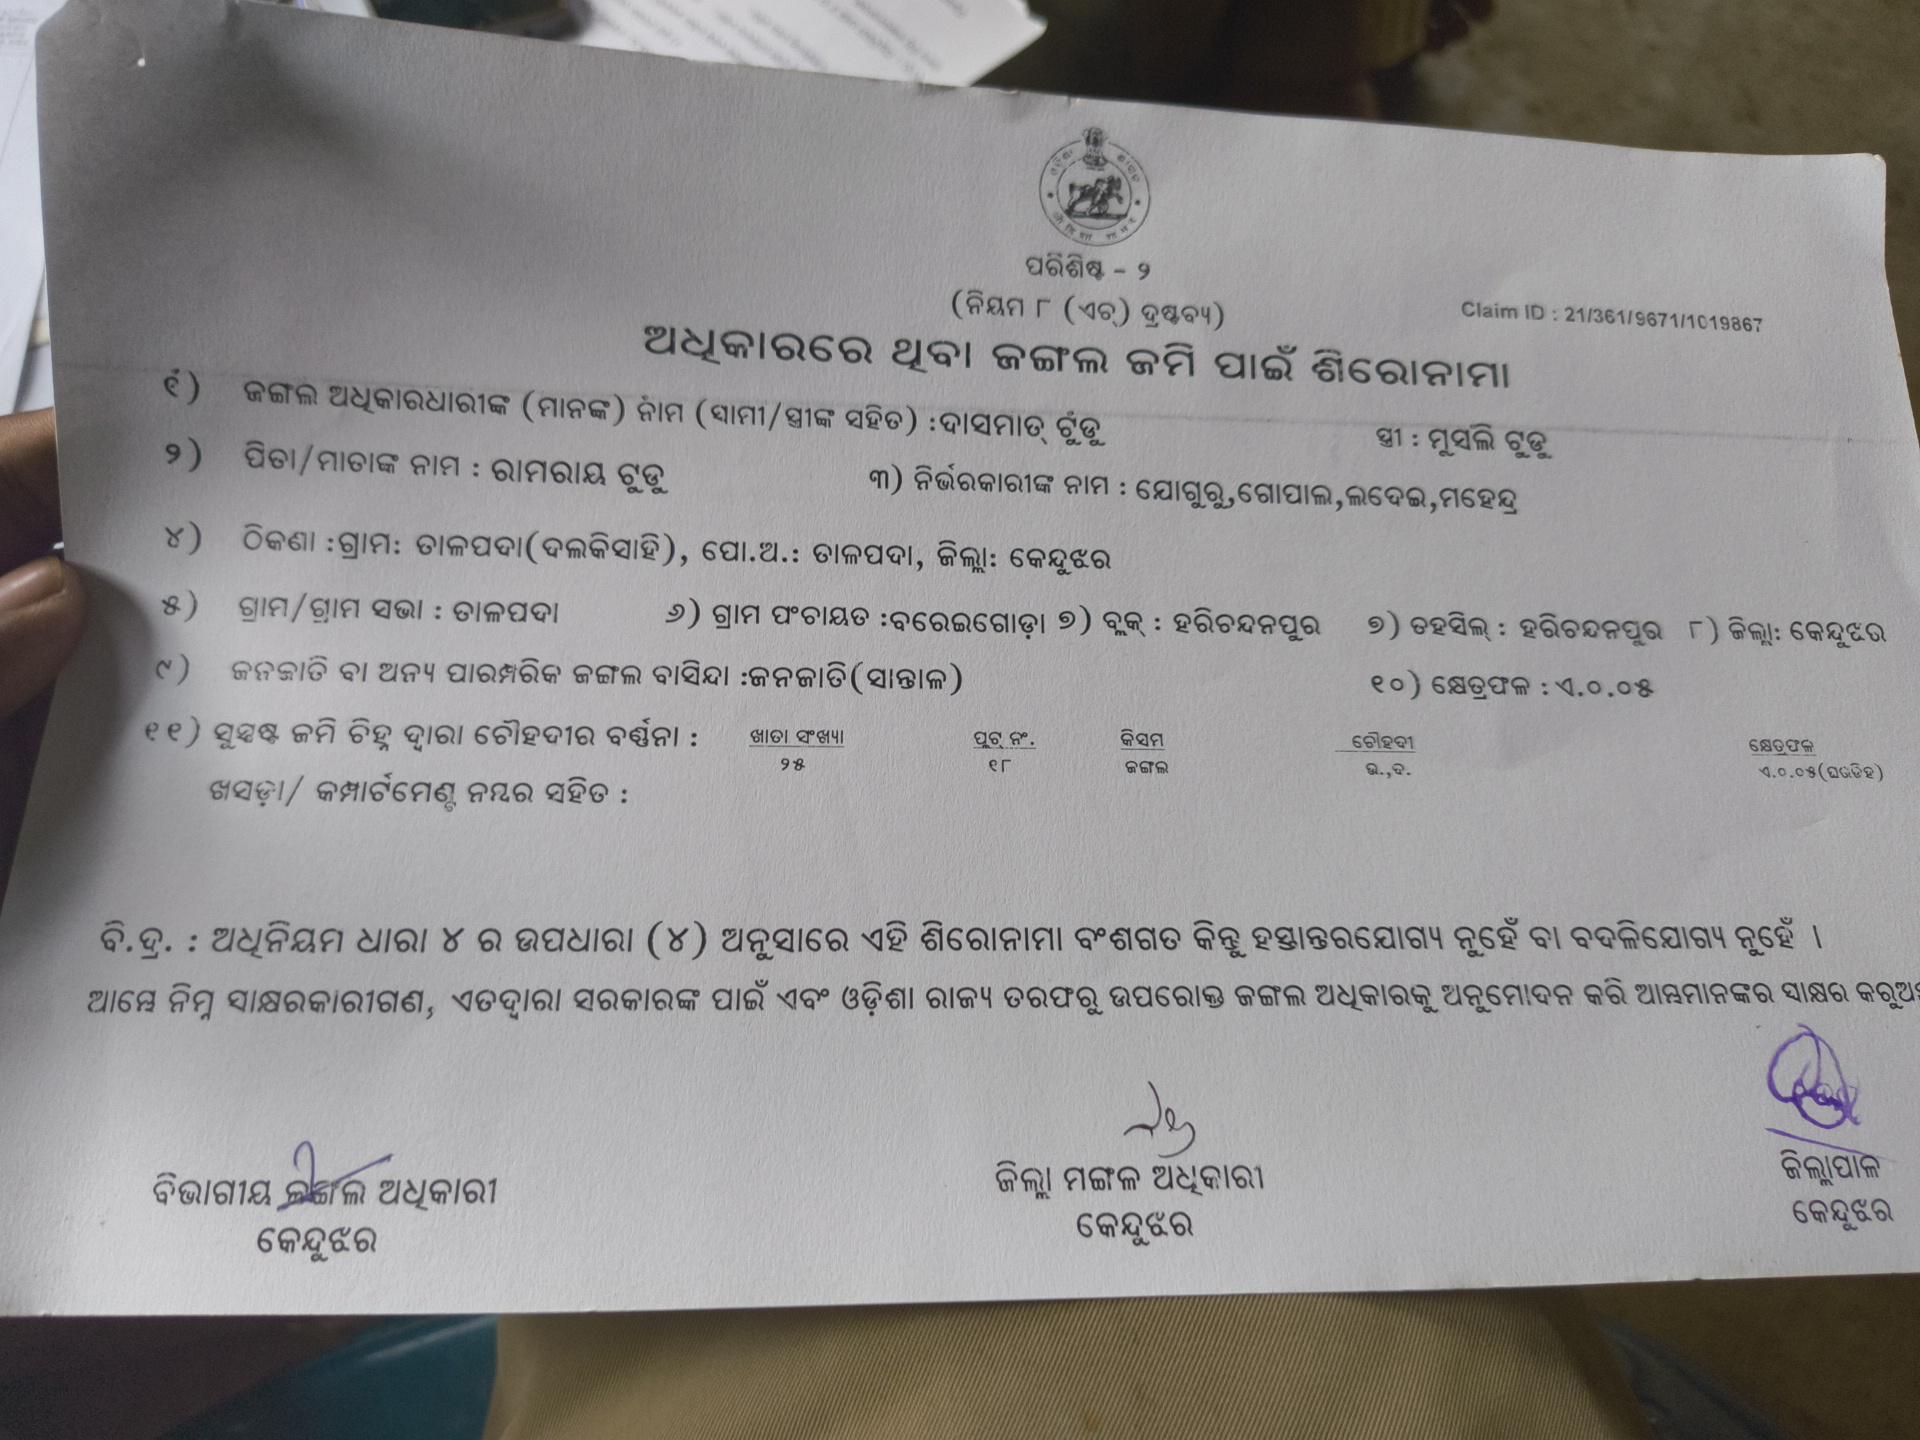 ପରିଶିଷ୍ଟ - ୨
(ନିୟମ ୮ (ଏଚ୍) ଦ୍ରଷ୍ଟବ୍ୟ)
Claim ID : 21/361/9671/1019867
ଅଧିକାରରେ ଥିବା ଜଙ୍ଗଲ ଜମି ପାଇଁ ଶିରୋନାମା
୧) ଜଙ୍ଗଲ ଅଧିକାରଧାରୀଙ୍କ (ମାନଙ୍କ) ନାମ (ସାମୀ/ସ୍ତ୍ରୀଙ୍କ ସହିତ) :ଦାସମାତ୍ ଟୁଁଡୁ ସ୍ତ୍ରୀ : ମୁସଲି ଟୁଡୁ
୨) ପିତା/ମାତାଙ୍କ ନାମ : ରାମରାୟ ଟୁଡୁ ୩) ନିର୍ଭରକାରୀଙ୍କ ନାମ : ଯୋଗୁରୁ,ଗୋପାଲ,ଲଦେଇ,ମହେନ୍ଦ୍ର
୪) ଠିକଣା :ଗ୍ରାମ: ତାଳପଦା(ଦଲକିସାହି), ପୋ.ଅ.: ତାଳପଦା, ଜିଲ୍ଲା: କେନ୍ଦୁଝର
୫) ଗ୍ରାମ/ଗ୍ରାମ ସଭା : ତାଳପଦା ୬) ଗ୍ରାମ ପଂଚାୟତ :ବରେଇଗୋଡ଼ା ୭) ବ୍ଲକ୍ : ହରିଚନ୍ଦନପୁର ୭) ତହସିଲ୍ : ହରିଚନ୍ଦନପୁର ୮) ଜିଲ୍ଲା: କେନ୍ଦୁଝର
୯) ଜନଜାତି ବା ଅନ୍ୟ ପାରମ୍ପରିକ ଜଙ୍ଗଲ ବାସିନ୍ଦା :ଜନଜାତି(ସାନ୍ତାଳ) ୧୦) କ୍ଷେତ୍ରଫଳ : ଏ.୦.୦୫
୧୧) ସୁସ୍ପଷ୍ଟ ଜମି ଚିହ୍ନ ଦ୍ୱାରା ଚୌହଦୀର ବର୍ଣ୍ଣନା : ଖାତା ସଂଖ୍ୟା ପ୍ଲଟ୍ ନଂ. କିସମ ଚୌହଦୀ କ୍ଷେତ୍ରଫଳ
୨୫ ୧୮ ଜଙ୍ଗଲ ଉ.,ଦ. ଏ.୦.୦୫(ଘରଡିହ)
ଖସଡ଼ା/ କମ୍ପାର୍ଟମେଣ୍ଟ ନମ୍ବର ସହିତ :
ବି.ଦ୍ର. : ଅଧିନିୟମ ଧାରା ୪ ର ଉପଧାରା (୪) ଅନୁସାରେ ଏହି ଶିରୋନାମା ବଂଶଗତ କିନ୍ତୁ ହସ୍ତାନ୍ତରଯୋଗ୍ୟ ନୁହେଁ ବା ବଦଳିଯୋଗ୍ୟ ନୁହେଁ ।
ଆମ୍ଭେ ନିମ୍ନ ସାକ୍ଷରକାରୀଗଣ, ଏତଦ୍ୱାରା ସରକାରଙ୍କ ପାଇଁ ଏବଂ ଓଡ଼ିଶା ରାଜ୍ୟ ତରଫରୁ ଉପରୋକ୍ତ ଜଙ୍ଗଲ ଅଧିକାରକୁ ଅନୁମୋଦନ କରି ଆମ୍ଭମାନଙ୍କର ସାକ୍ଷର
ବିଭାଗୀୟ ଜଙ୍ଗଲ ଅଧିକାରୀ ଜିଲ୍ଲା ମଙ୍ଗଳ ଅଧିକାରୀ ଜିଲ୍ଲାପାଳ
କେନ୍ଦୁଝର କେନ୍ଦୁଝର କେନ୍ଦୁଝର